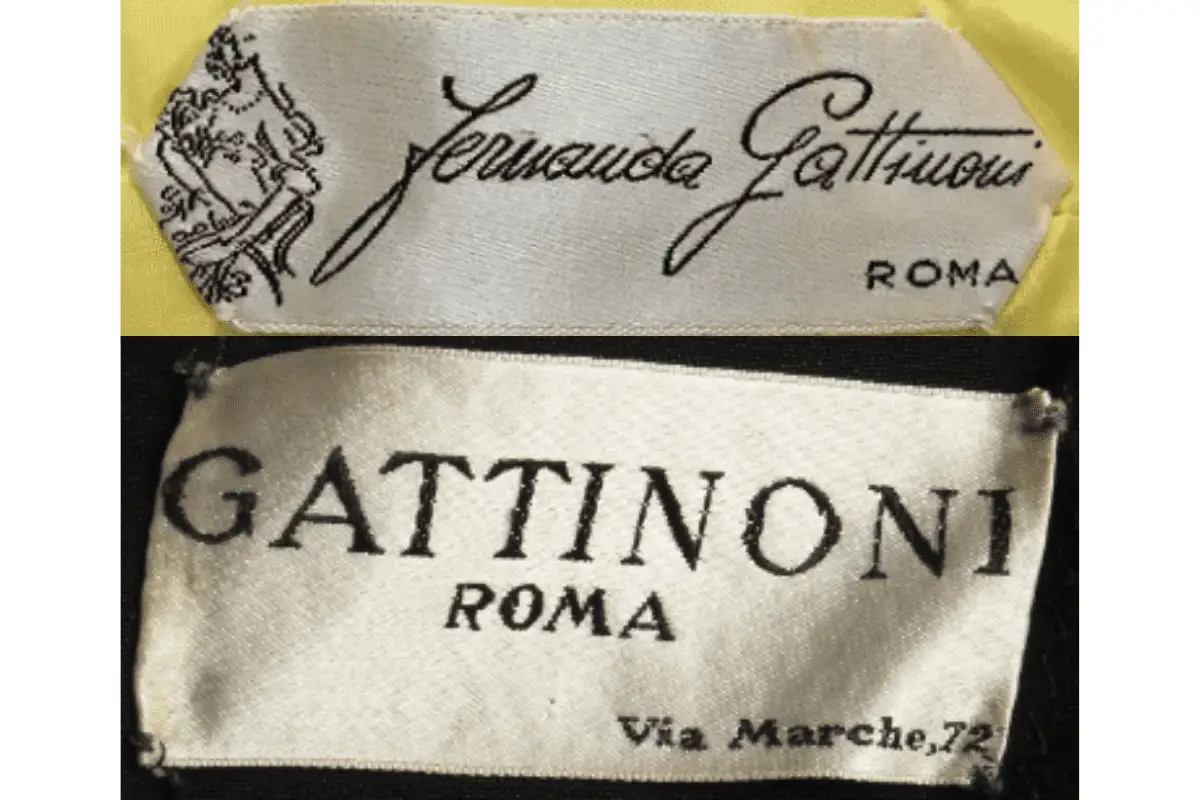 Fernanda Gattinoni
ROMA
GATTINONI
ROMA
Via Marche,72